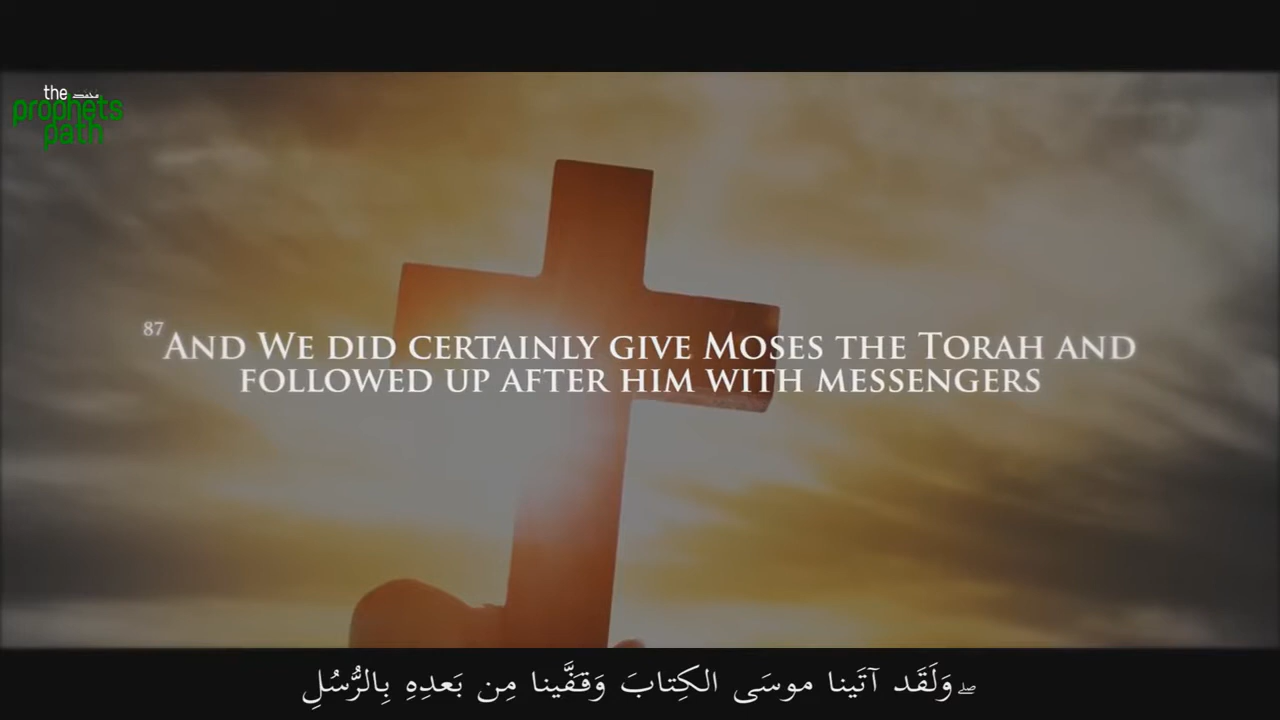 the محمد
prophets
path
87 And We did certainly give Moses the Torah and
followed up after him with messengers
وَلَقَد آتَينا موسَى الكِتابَ وَقَفَّينا مِن بَعدِهِ بِالرُّسُلِ ۖ